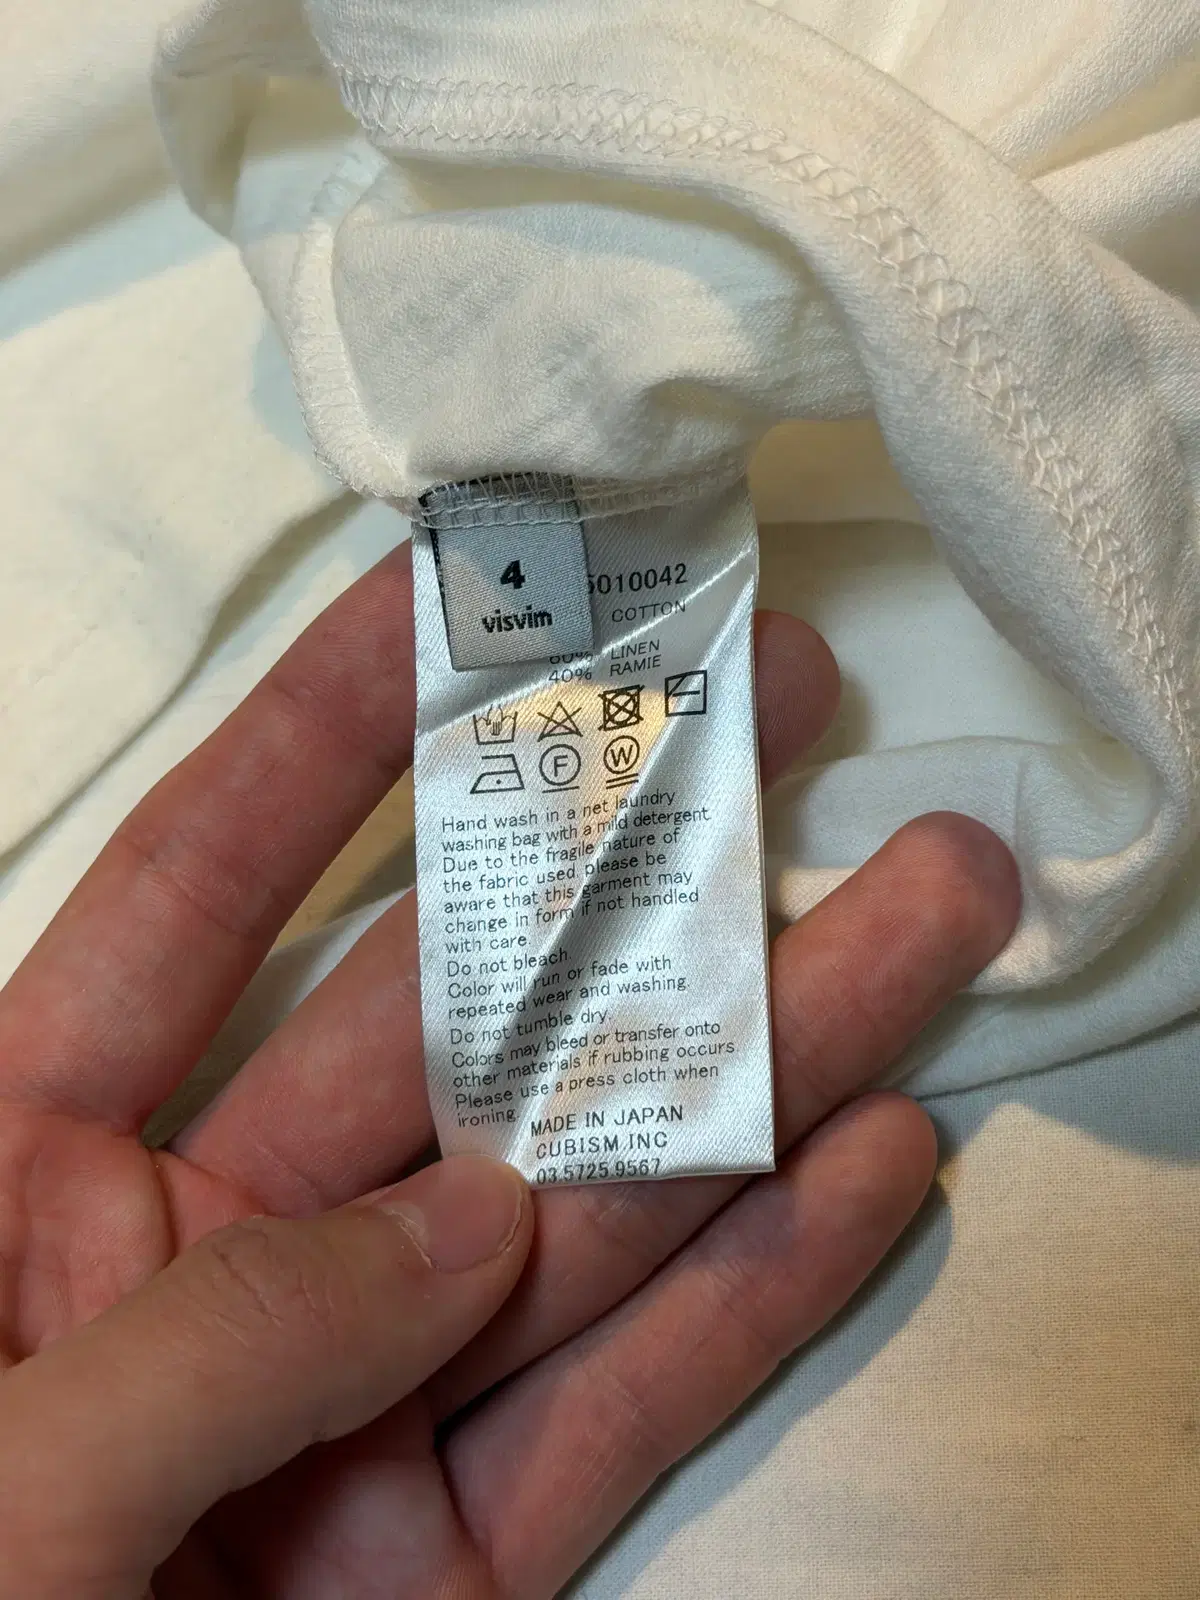 4
visvim
5010042
COTTON
60% LINEN
40% RAMIE
F
W
Hand wash in a net laundry
washing bag with a mild detergent.
Due to the fragile nature of
the fabric used, please be
aware that this garment may
change in form if not handled
with care.
Do not bleach.
Color will run or fade with
repeated wear and washing.
Do not tumble dry.
Colors may bleed or transfer onto
other materials if rubbing occurs
Please use a press cloth when
ironing.
MADE IN JAPAN
CUBISM INC
03.5725.9567